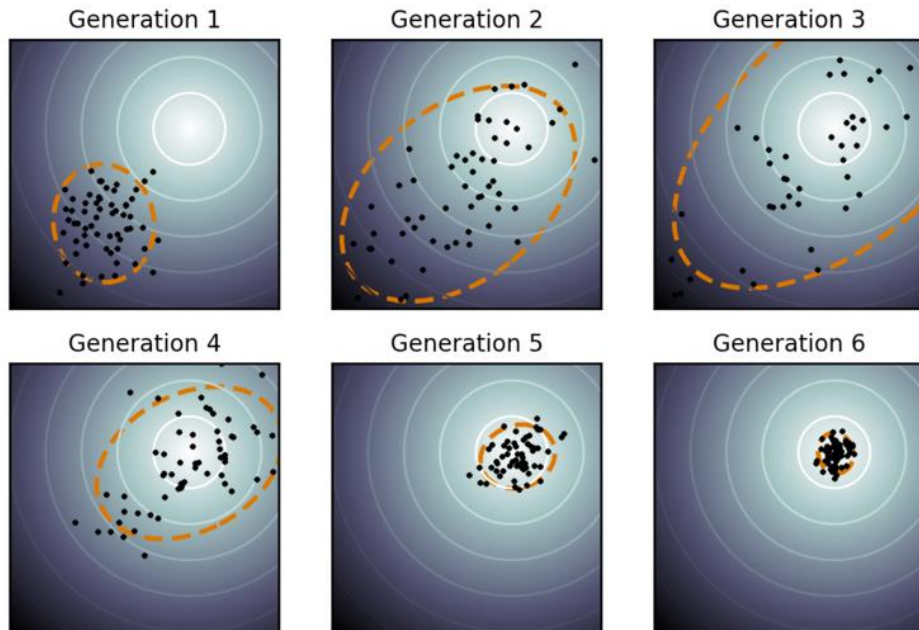 Generation 1
Generation 2
Generation 3
Generation 4
Generation 5
Generation 6